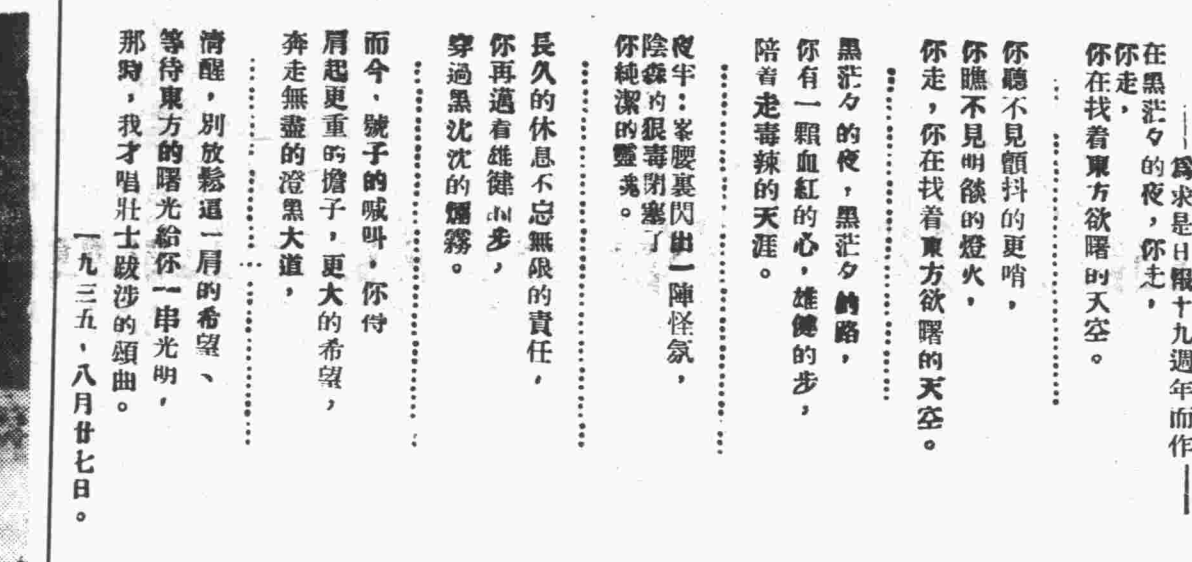 ——爲求是日報十九週年而作——
在黑茫々的夜，你走，
你走，
你在找着東方欲曙的天空。
……………………
你聽不見顫抖的更哨，
你瞧不見明燄的燈火，
你走，你在找着東方欲曙的天空。
……………………
黑茫々的夜，黑茫々的路，
你有一顆血紅的心，雄健的步，
陪着走毒辣的天涯。
……………………
夜半：峯腰裏閃出一陣怪氛，
陰森的狠毒閉塞了
你純潔的靈魂。
……………………
長久的休息不忘無限的責任，
你再邁着雄健的步，
穿過黑沈沈的煙霧。
……………………
而今，號子的喊叫，你待
肩起更重的擔子，更大的希望，
奔走無盡的澄黑大道，
……………………
清醒，別放鬆這一肩的希望、
等待東方的曙光給你一串光明，
那時，我才唱壯士跋涉的頌曲。
一九三五、八月廿七日。